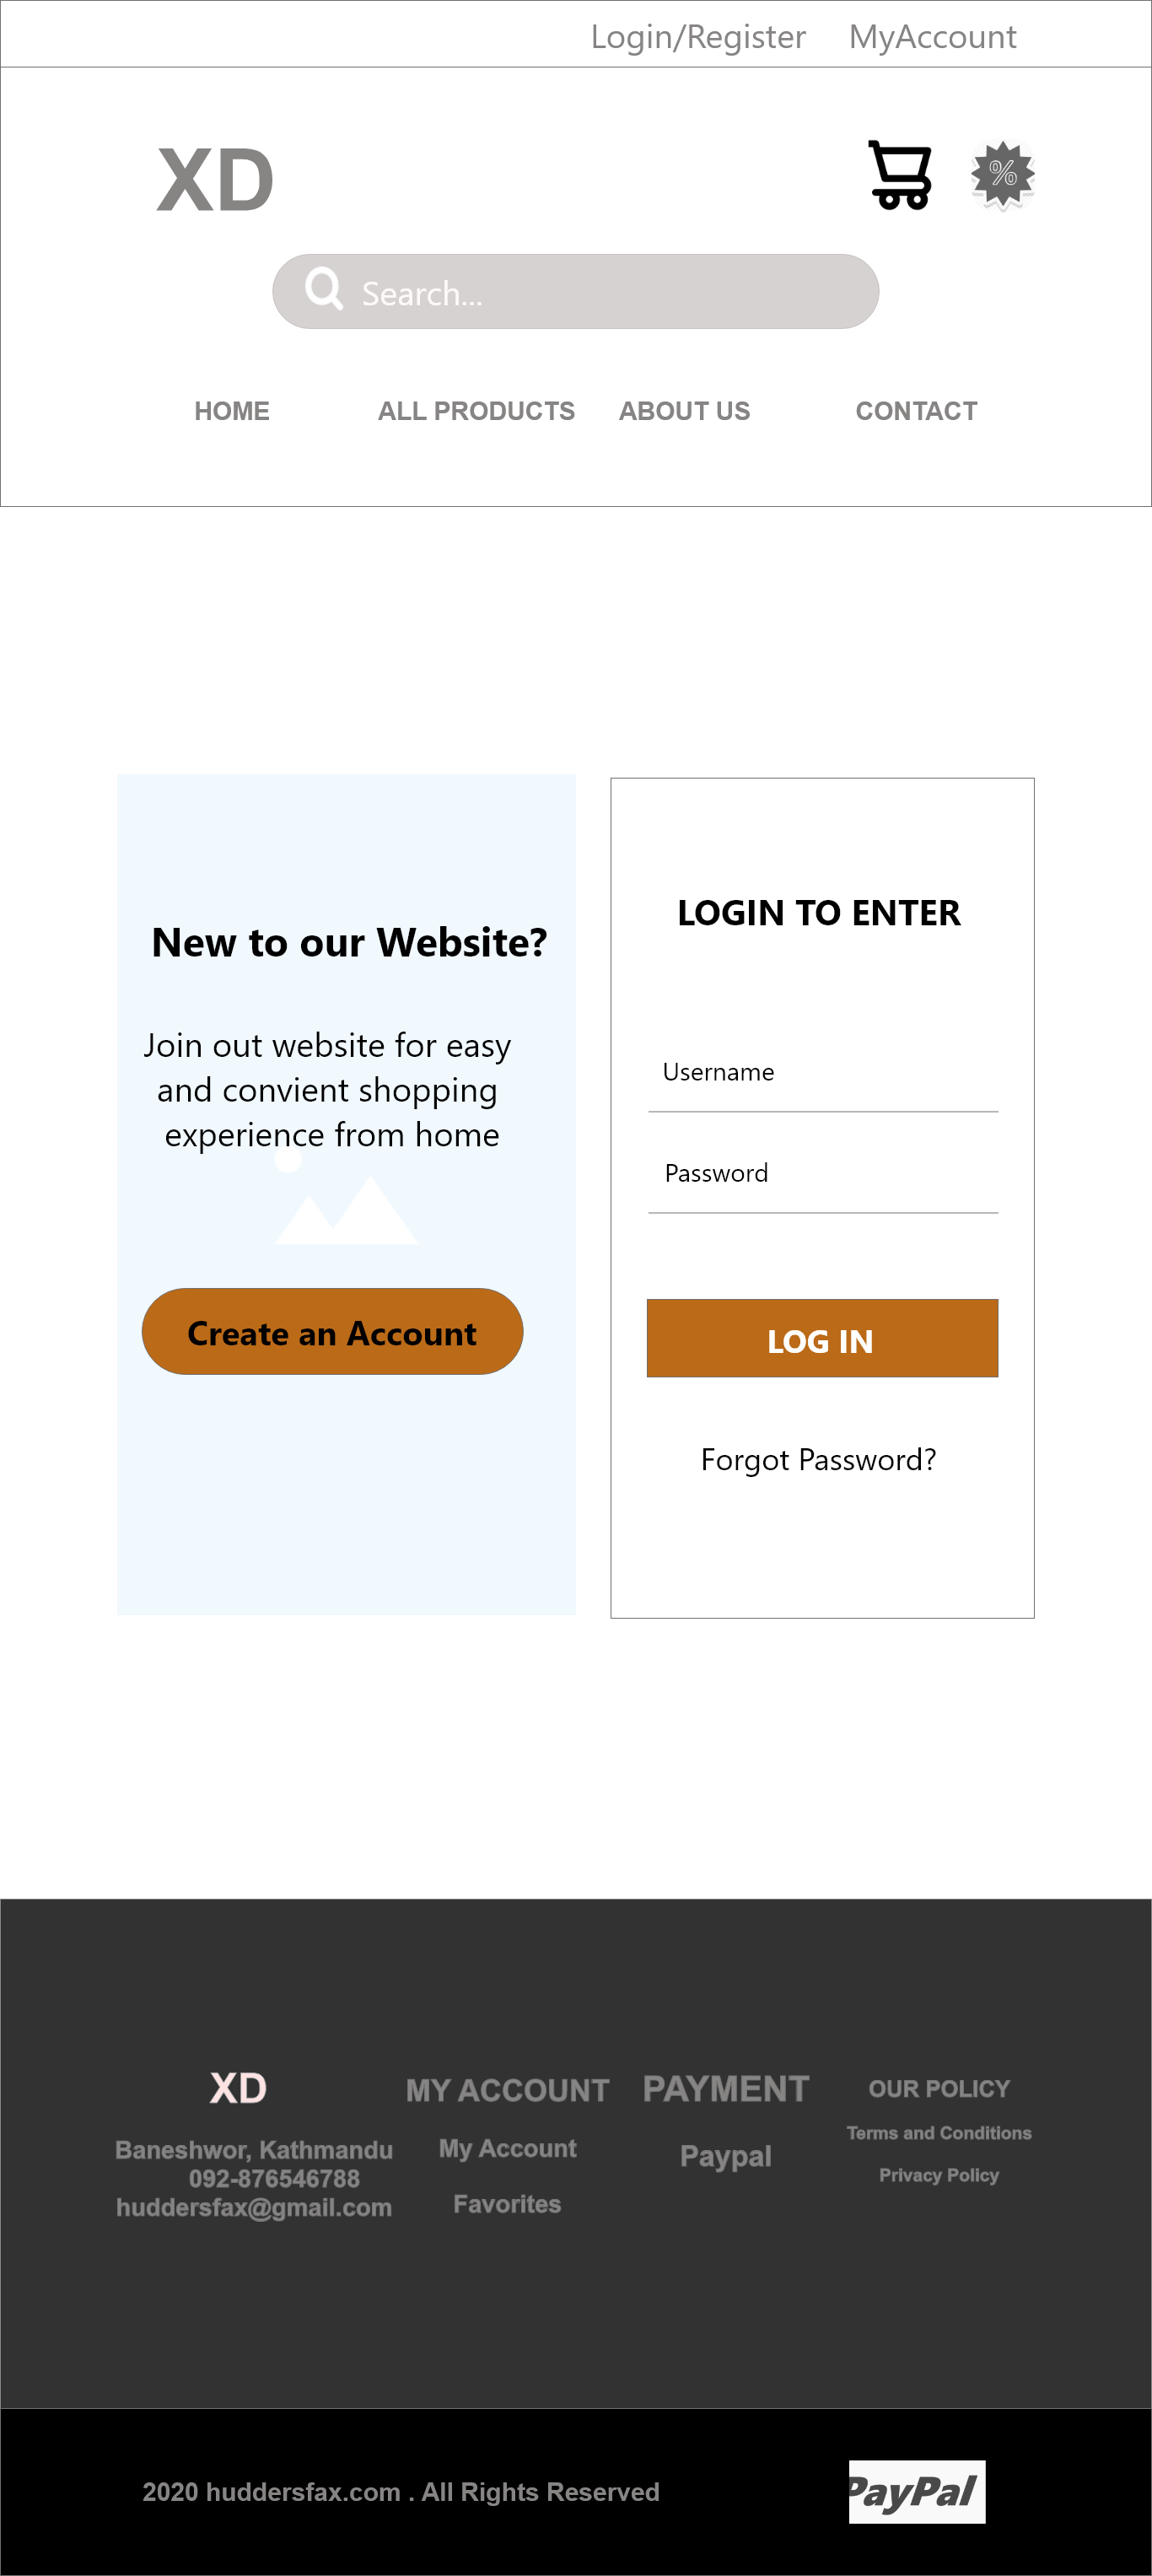 Login/Register MyAccount
XD
%
Search...
HOME ALL PRODUCTS ABOUT US CONTACT
New to our Website?
Join out website for easy
and convient shopping
experience from home
Create an Account
LOGIN TO ENTER
Username
Password
LOG IN
Forgot Password?
XD
Baneshwor, Kathmandu
092-876546788
huddersfax@gmail.com
MY ACCOUNT
My Account
Favorites
PAYMENT
Paypal
OUR POLICY
Terms and Conditions
Privacy Policy
2020 huddersfax.com . All Rights Reserved
PayPal